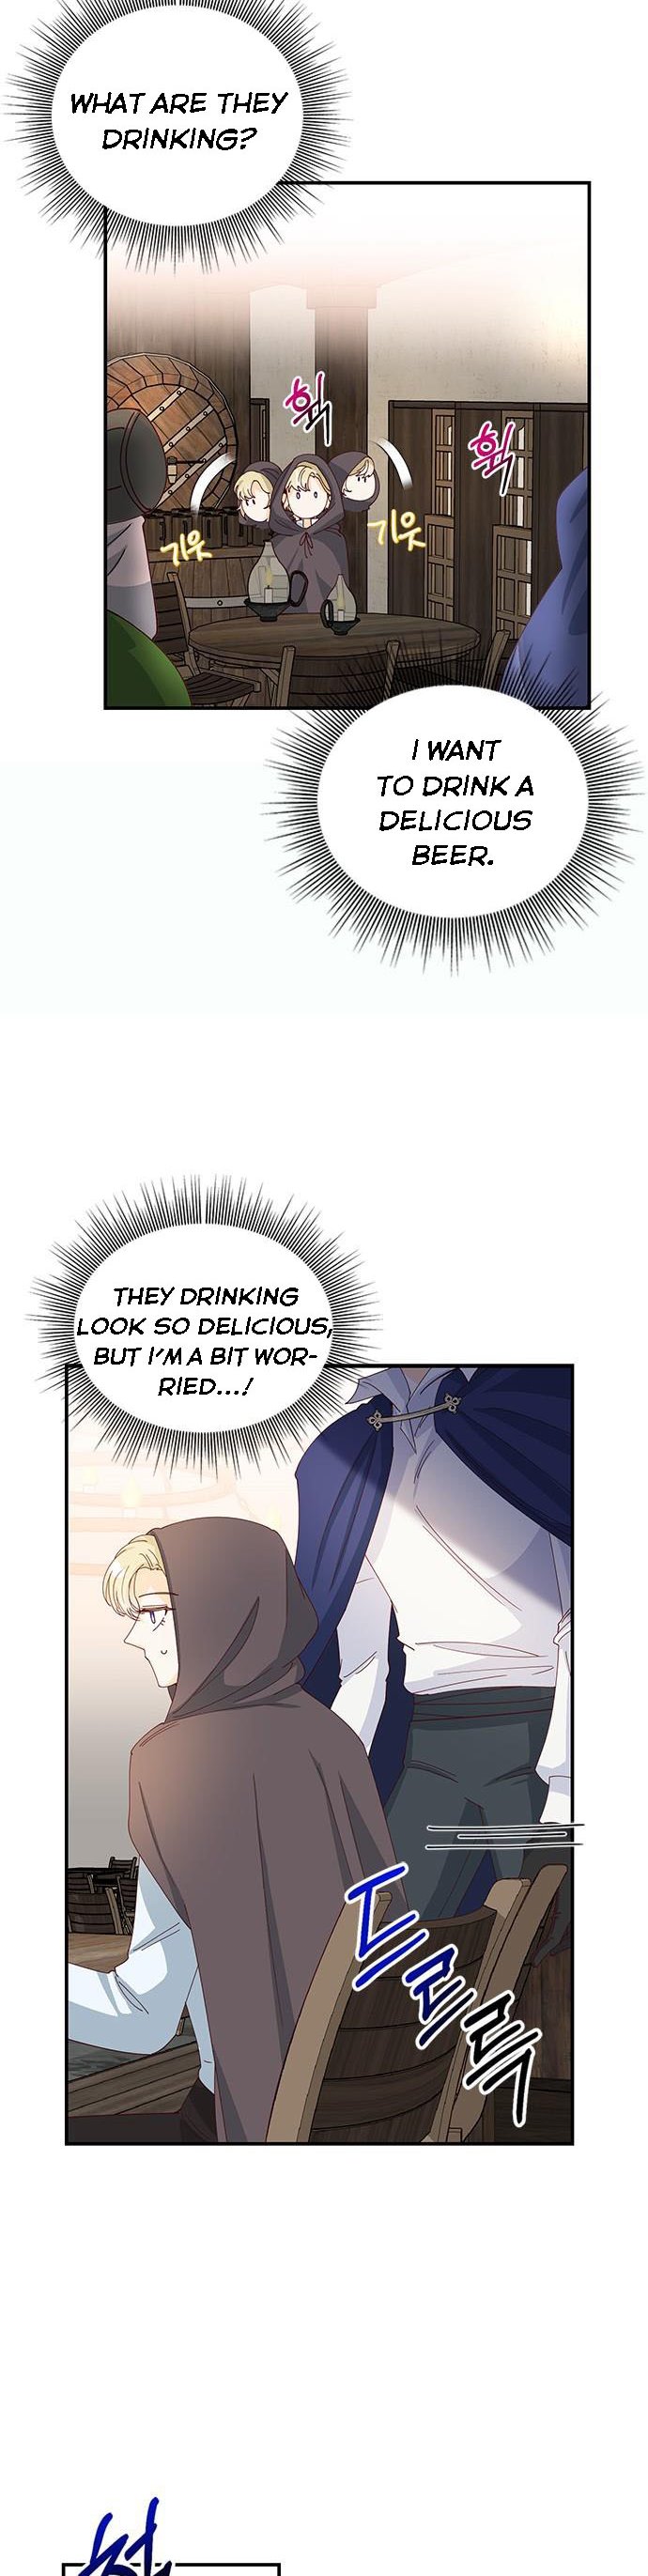 WHAT ARE THEY
DRINKING?
휙
휙
기웃
기웃
I WANT
TO DRINK A
DELICIOUS
BEER.
THEY DRINKING
LOOK SO DELICIOUS,
BUT I'M A BIT WOR-
RIED...!
드르륵